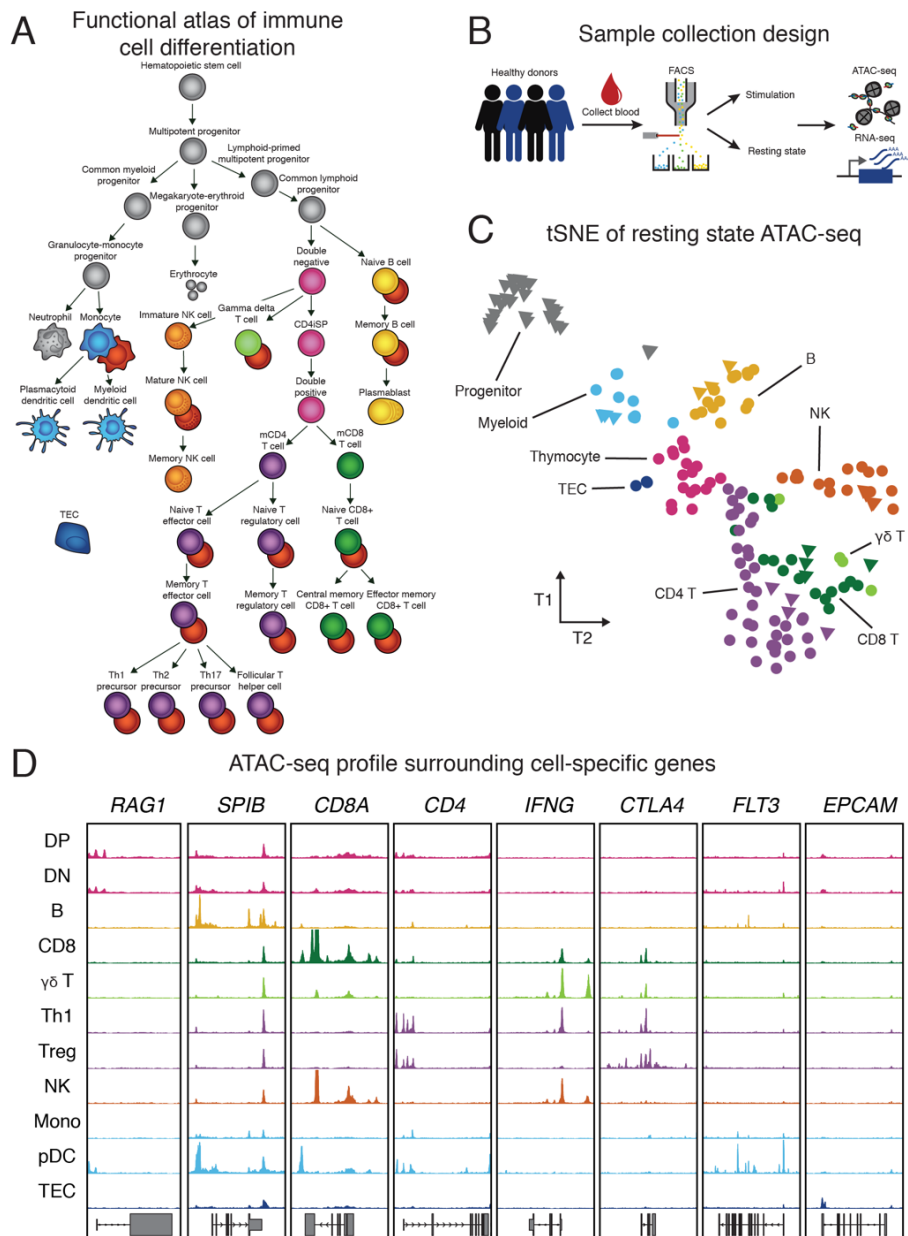 A
Functional atlas of immune
cell differentiation
Hematopoietic stem cell
Multipotent progenitor
Common myeloid
progenitor
Lymphoid-primed
multipotent progenitor
Megakaryote-erythroid
progenitor
Common lymphoid
progenitor
Granulocyte-monocyte
progenitor
Erythrocyte
Double
negative
Naive B cell
Neutrophil
Monocyte
Immature NK cell
Gamma delta
T cell
CD4iSP
Memory B cell
Plasmacytoid
dendritic cell
Myeloid
dendritic cell
Mature NK cell
Double
positive
Plasmablast
Memory NK cell
mCD4
T cell
mCD8
T cell
TEC
Naive T
effector cell
Naive T
regulatory cell
Naive CD8+
T cell
Memory T
effector cell
Memory T
regulatory cell
Central memory
CD8+ T cell
Effector memory
CD8+ T cell
Th1
precursor
Th2
precursor
Th17
precursor
Follicular T
helper cell
B
Sample collection design
Healthy donors
Collect blood
FACS
Stimulation
Resting state
ATAC-seq
RNA-seq
AAA
AAA
AAA
C
tSNE of resting state ATAC-seq
Progenitor
Myeloid
B
NK
Thymocyte
TEC
γδ T
CD4 T
CD8 T
T1
T2
D
ATAC-seq profile surrounding cell-specific genes
RAG1 SPIB CD8A CD4 IFNG CTLA4 FLT3 EPCAM
DP
DN
B
CD8
γδ T
Th1
Treg
NK
Mono
pDC
TEC